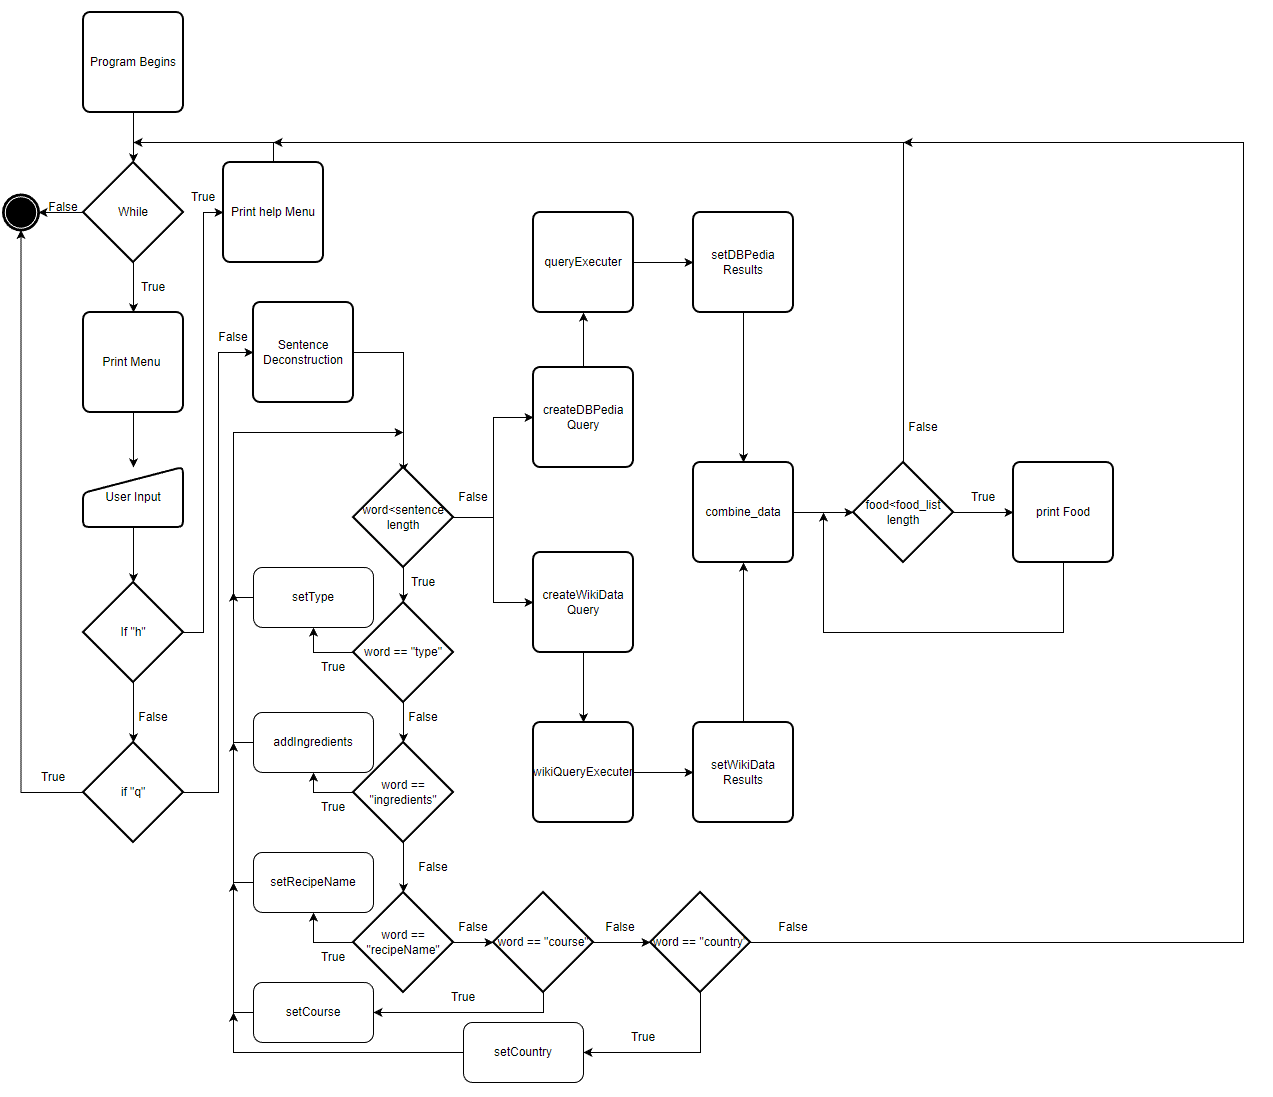 Program Begins
While
False
True
Print help Menu
True
Print Menu
User Input
If "h"
False
if "q"
True
False
Sentence
Deconstruction
word<sentence
length
False
True
setType
word == "type"
True
False
addIngredients
word ==
"ingredients"
True
False
setRecipeName
word ==
"recipeName"
True
False
word == "course"
False
word == "country"
False
setCourse
True
setCountry
True
queryExecuter
setDBPedia
Results
createDBPedia
Query
createWikiData
Query
wikiQueryExecuter
setWikiData
Results
combine_data
food<food_list
length
False
True
print Food